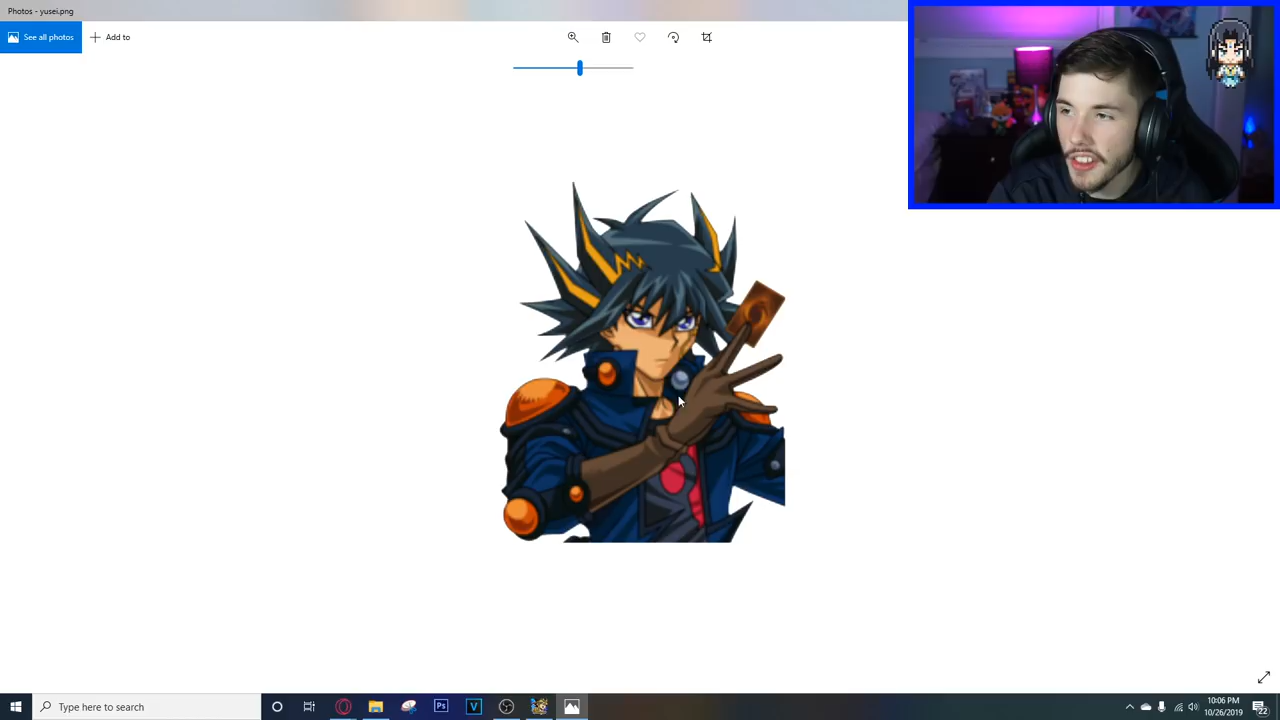 Photos - yusei.png
See all photos
Add to
Type here to search
Ps
V
10:06 PM
10/26/2019
22